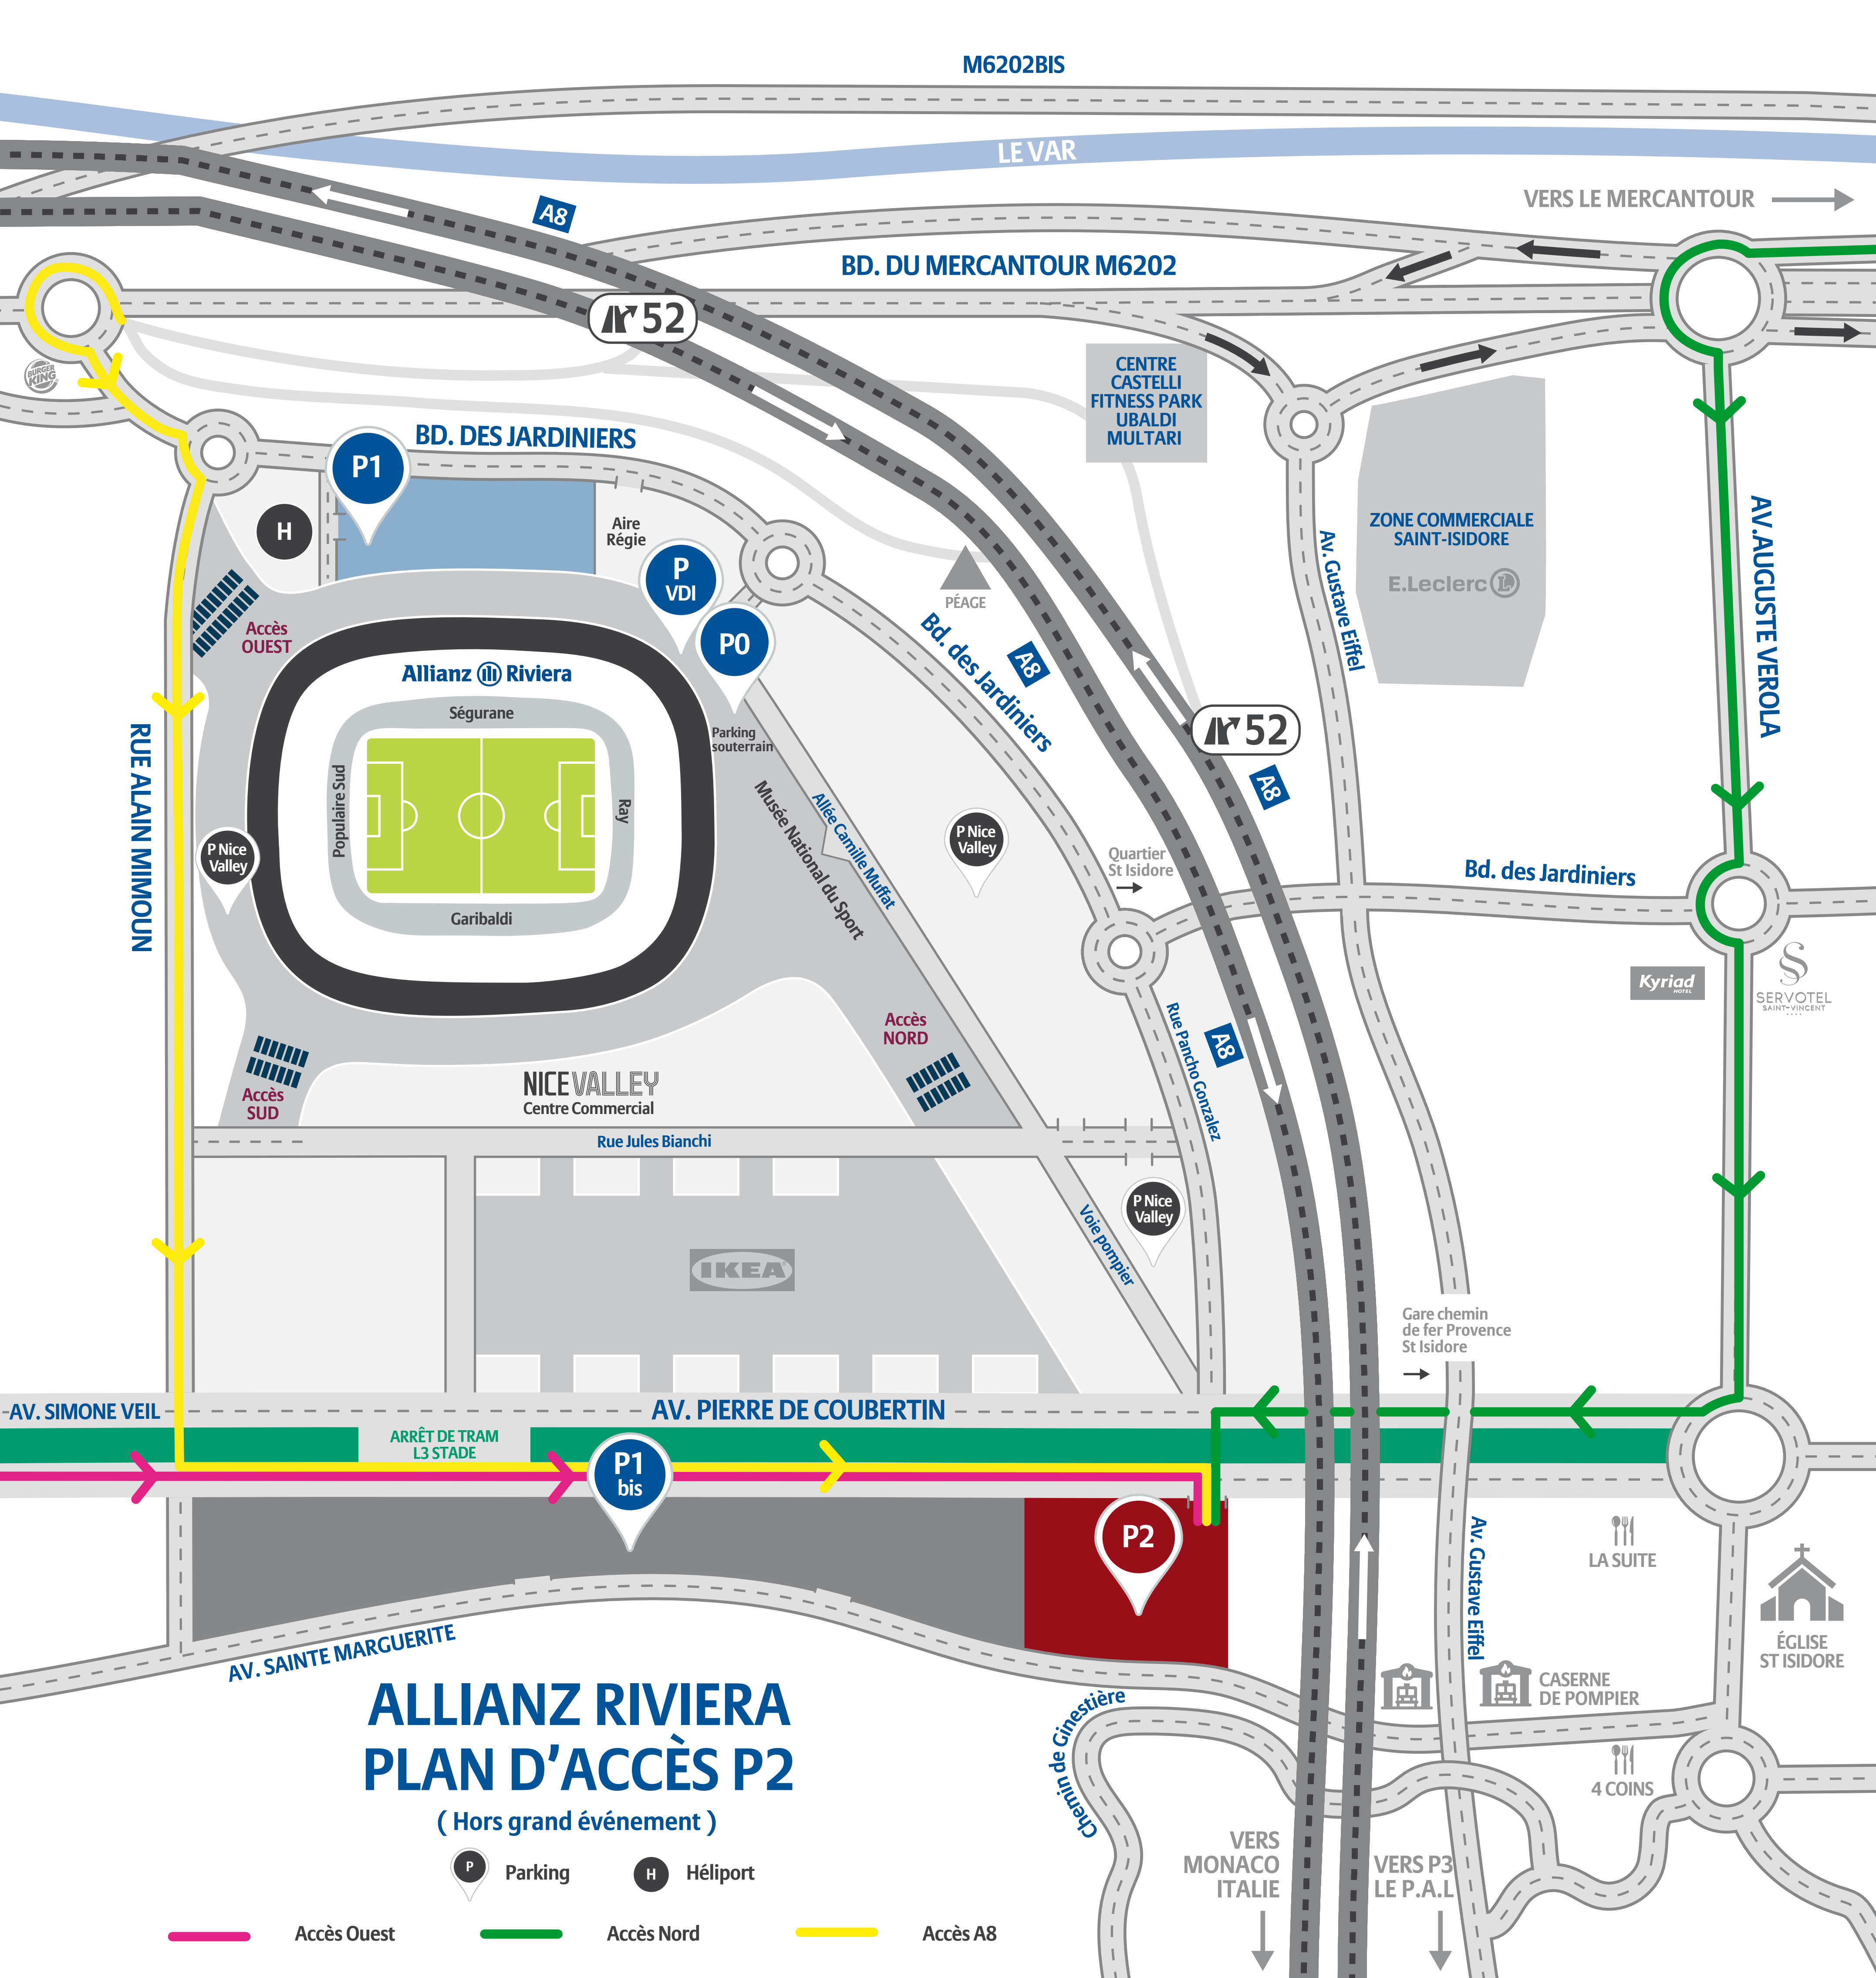 M6202BIS
LE VAR
VERS LE MERCANTOUR
A8
BD. DU MERCANTOUR M6202
52
BURGER
KING
CENTRE
CASTELLI
FITNESS PARK
UBALDI
MULTARI
BD. DES JARDINIERS
P1
H
Aire
Régie
P
VDI
P0
PÉAGE
ZONE COMMERCIALE
SAINT-ISIDORE
E.Leclerc L
Av. Gustave Eiffel
AV.AUGUSTE VEROLA
Accès
OUEST
Allianz Riviera
Ségurane
Populaire Sud
Ray
Garibaldi
Parking
souterrain
Bd. des Jardiniers
A8
52
A8
RUE ALAIN MIMOUN
P Nice
Valley
Musée National du Sport
Allée Camille Muffat
P Nice
Valley
Quartier
St Isidore
Bd. des Jardiniers
Kyriad
HOTEL
SERVOTEL
SAINT-VINCENT
Accès
NORD
Rue Pancho Gonzalez
A8
Accès
SUD
NICEVALLEY
Centre Commercial
Rue Jules Bianchi
P Nice
Valley
Voie pompier
IKEA
Gare chemin
de fer Provence
St Isidore
AV. SIMONE VEIL
AV. PIERRE DE COUBERTIN
ARRÊT DE TRAM
L3 STADE
P1
bis
P2
Av. Gustave Eiffel
LA SUITE
ÉGLISE
ST ISIDORE
AV. SAINTE MARGUERITE
CASERNE
DE POMPIER
Chemin de Ginestière
4 COINS
ALLIANZ RIVIERA
PLAN D'ACCÈS P2
( Hors grand événement )
P Parking
H Héliport
VERS
MONACO
ITALIE
VERS P3
LE P.A.L
Accès Ouest
Accès Nord
Accès A8